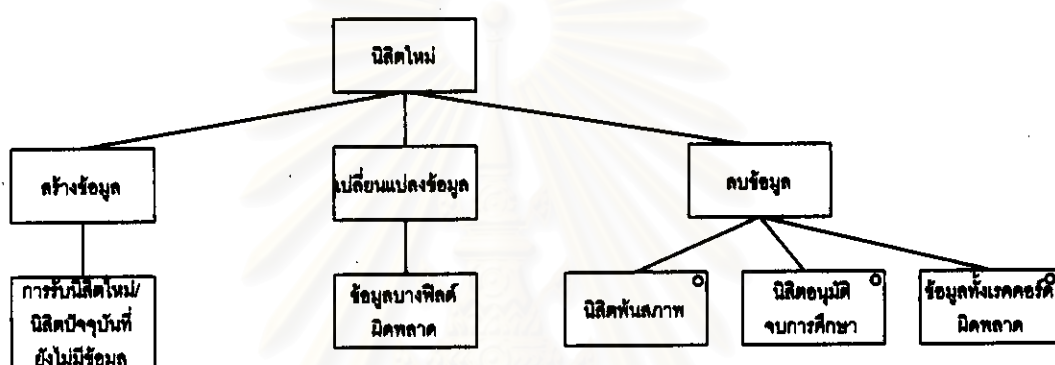 นิสิตใหม่
สร้างข้อมูล
เปลี่ยนแปลงข้อมูล
ลบข้อมูล
การรับนิสิตใหม่/
นิสิตปัจจุบันที่
ยังไม่มีข้อมูล
ข้อมูลบางฟิลด์
ผิดพลาด
นิสิตพ้นสภาพ
นิสิตอนุมัติ
จบการศึกษา
ข้อมูลทั้งเรคคอร์ด
ผิดพลาด